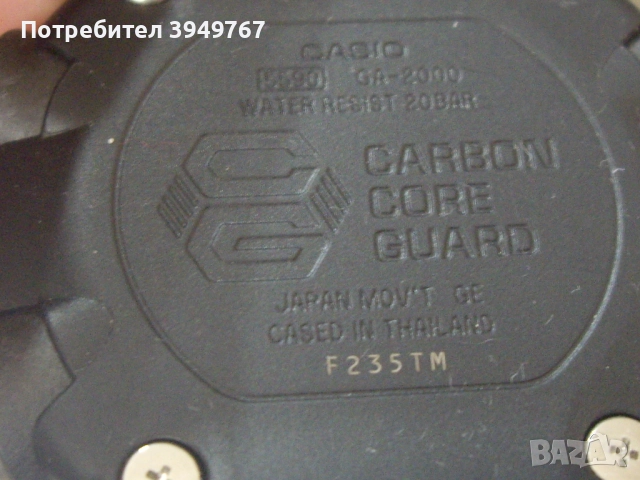 Потребител 3949767
CASIO
5590 GA-2000
WATER RESIST 20BAR
CARBON
CORE
GUARD
JAPAN MOV'T GE
CASED IN THAILAND
F235TM
BAZAR